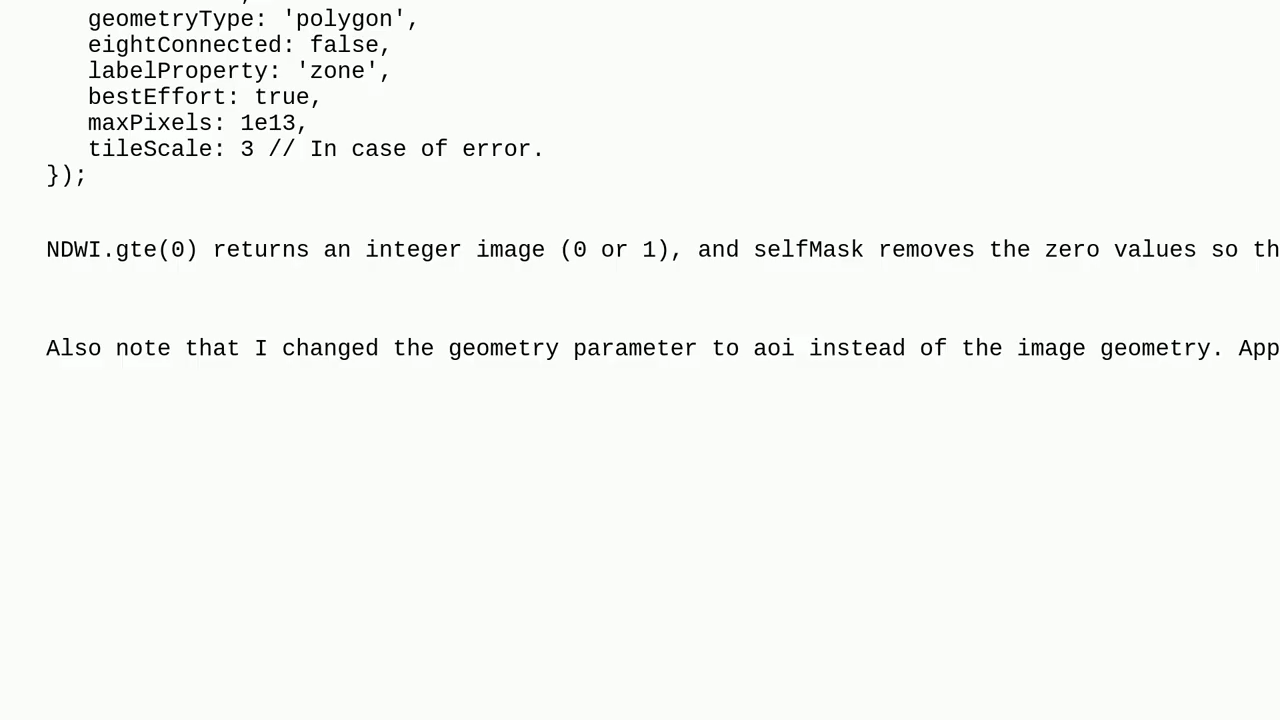 geometryType: 'polygon',
eightConnected: false,
labelProperty: 'zone',
bestEffort: true,
maxPixels: 1e13,
tileScale: 3 // In case of error.
});
NDWI.gte(0) returns an integer image (0 or 1), and selfMask removes the zero values so th
Also note that I changed the geometry parameter to aoi instead of the image geometry. App